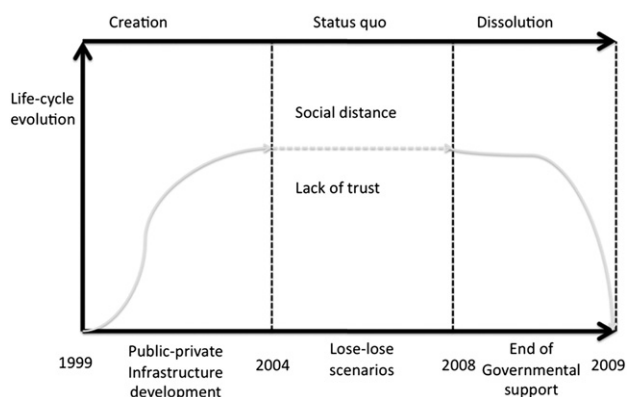 Creation
Status quo
Dissolution
Life-cycle
evolution
Social distance
Lack of trust
1999
Public-private
Infrastructure
development
2004
Lose-lose
scenarios
2008
End of
Governmental
support
2009